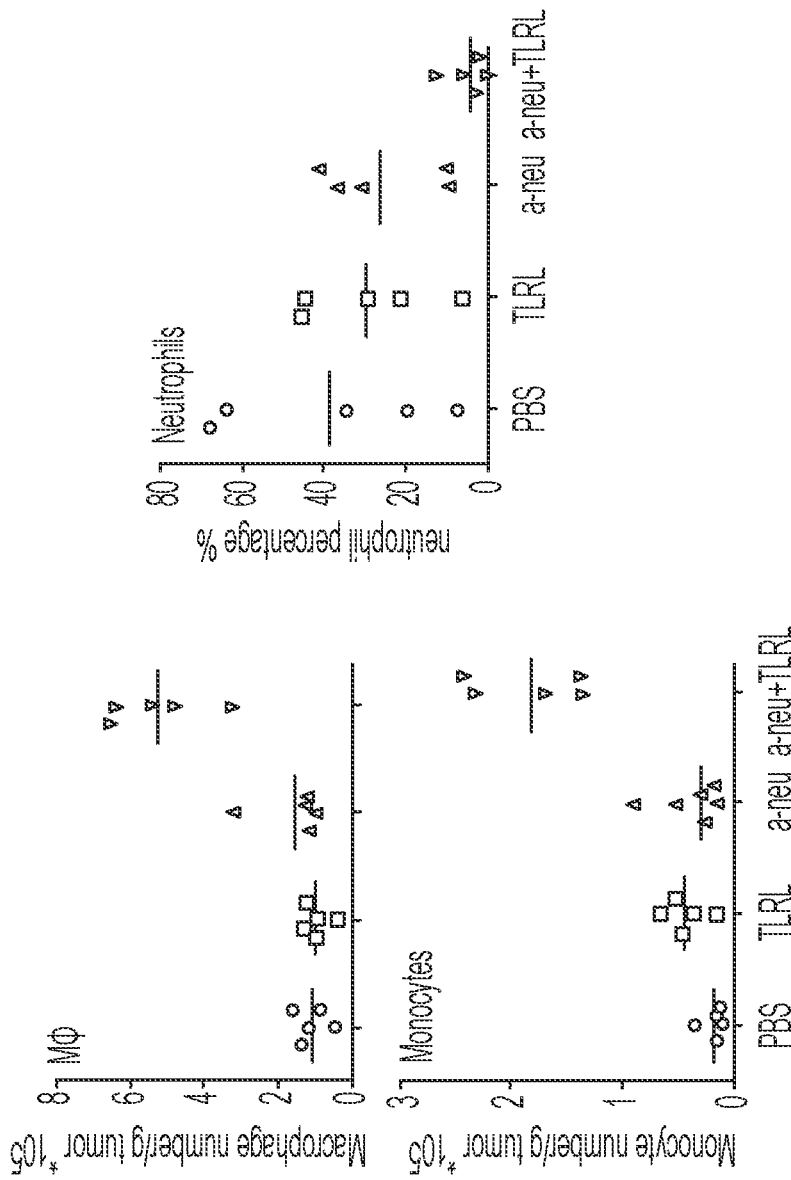 MΦ
8
6
4
2
0
Macrophage number/g tumor *10⁵
Monocytes
3
2
1
0
Monocyte number/g tumor *10⁵
PBS TLRL a-neu a-neu+TLRL
Neutrophils
80
60
40
20
0
neutrophil percentage %
PBS TLRL a-neu a-neu+TLRL